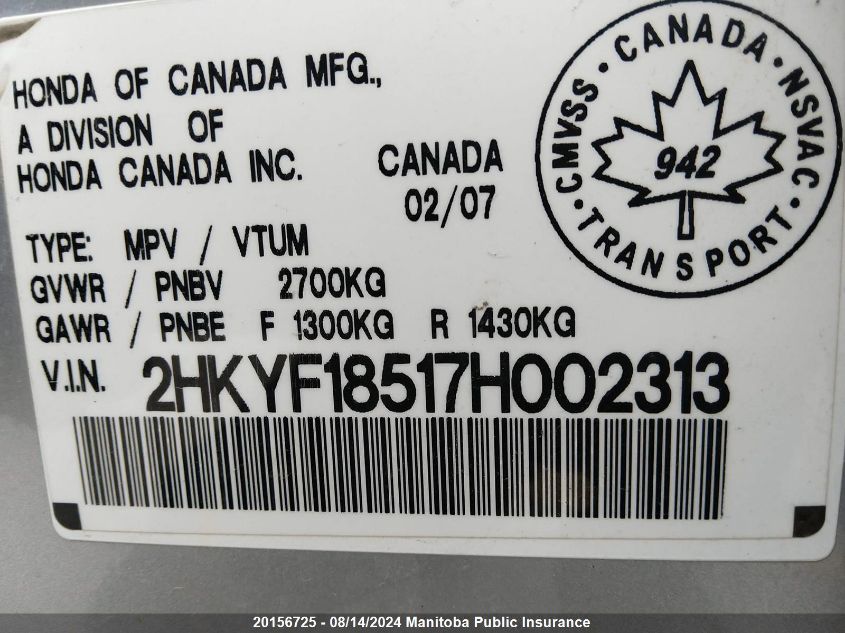 HONDA OF CANADA MFG.,
A DIVISION OF
HONDA CANADA INC. CANADA
02/07
TYPE: MPV / VTUM
GVWR / PNBV 2700KG
GAWR / PNBE F 1300KG R 1430KG
V.I.N. 2HKYF18517H002313
CANADA · NSVAC · TRANSPORT · CMVSS ·
942
20156725 - 08/14/2024 Manitoba Public Insurance